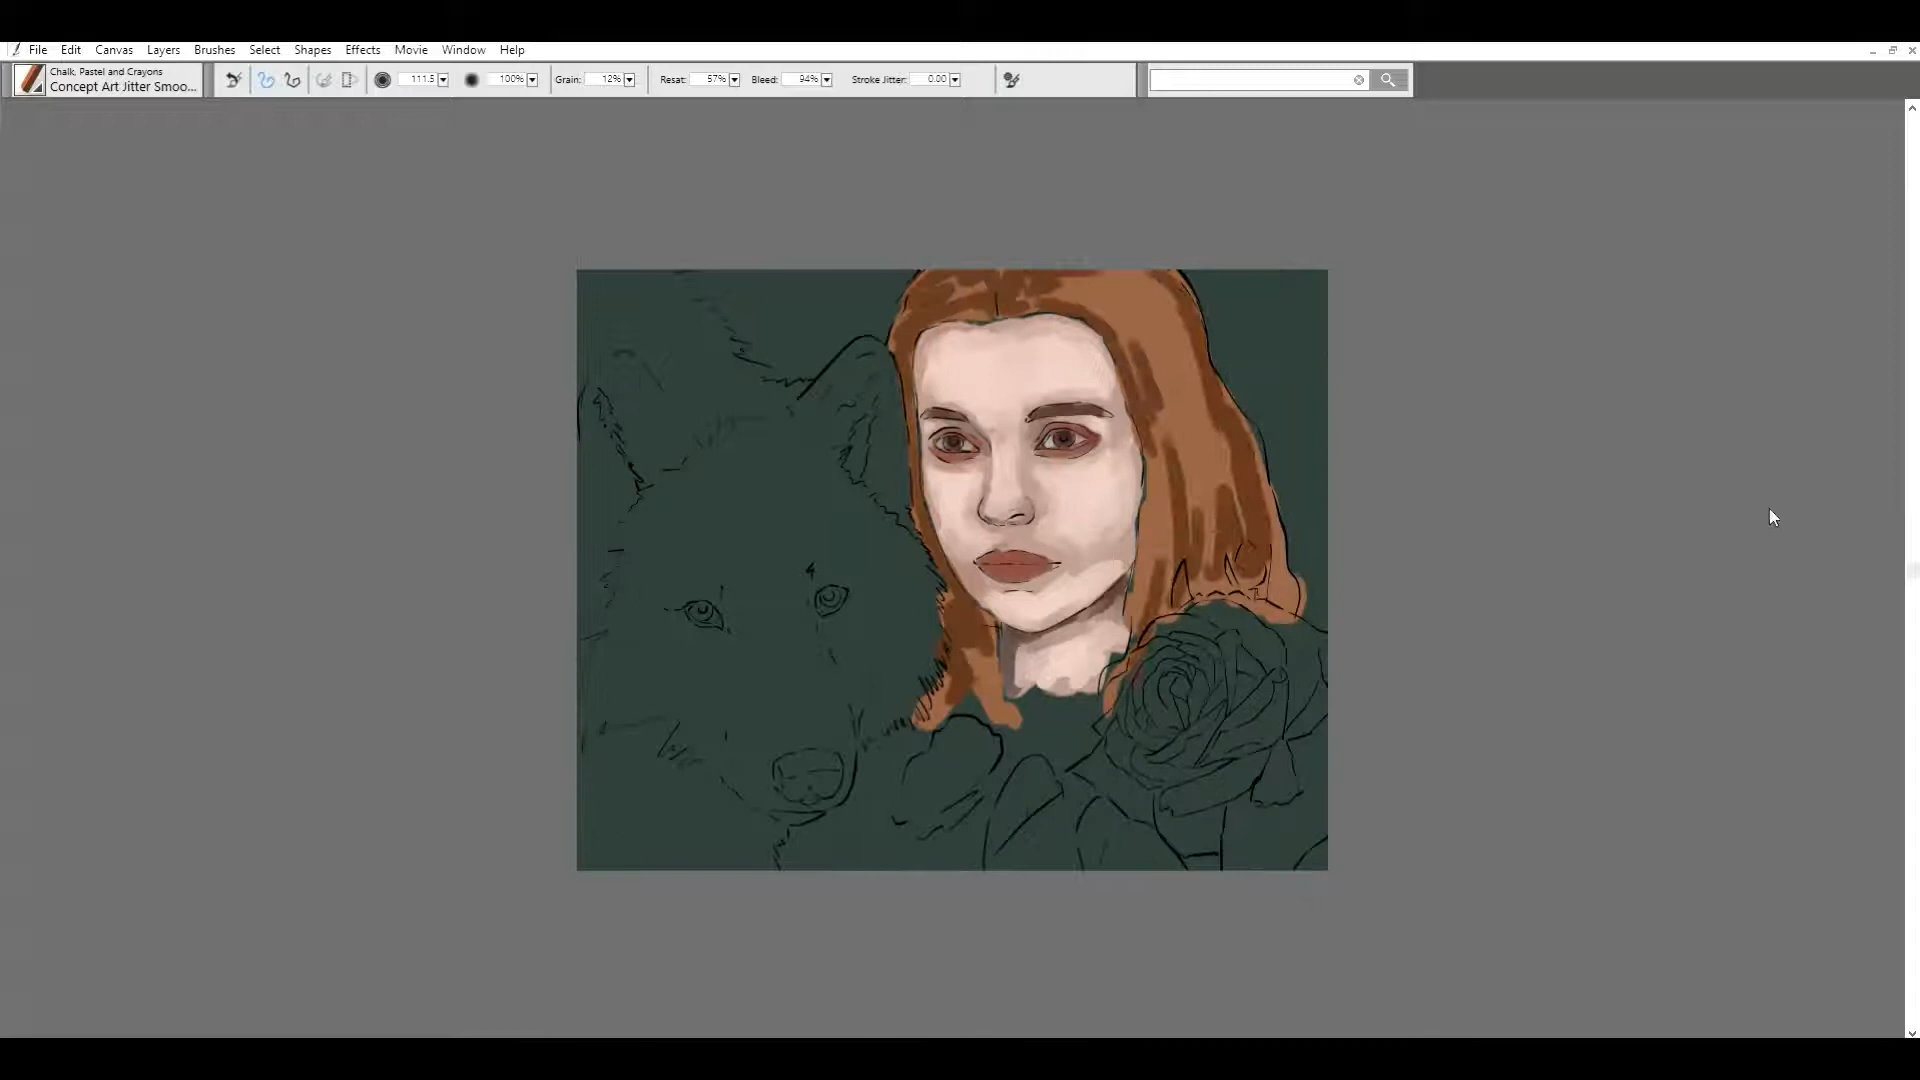 File Edit Canvas Layers Brushes Select Shapes Effects Movie Window Help
Chalk, Pastel and Crayons
Concept Art Jitter Smoo...
111.5 100% Grain: 12% Resat: 57% Bleed: 94% Stroke Jitter: 0.00